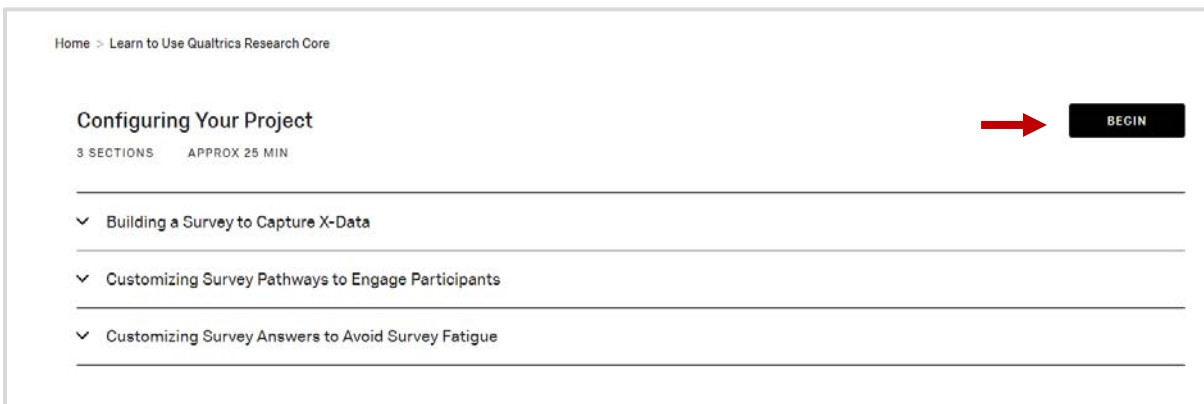 Home > Learn to Use Qualtrics Research Core
Configuring Your Project
BEGIN
3 SECTIONS APPROX 25 MIN
Building a Survey to Capture X-Data
Customizing Survey Pathways to Engage Participants
Customizing Survey Answers to Avoid Survey Fatigue